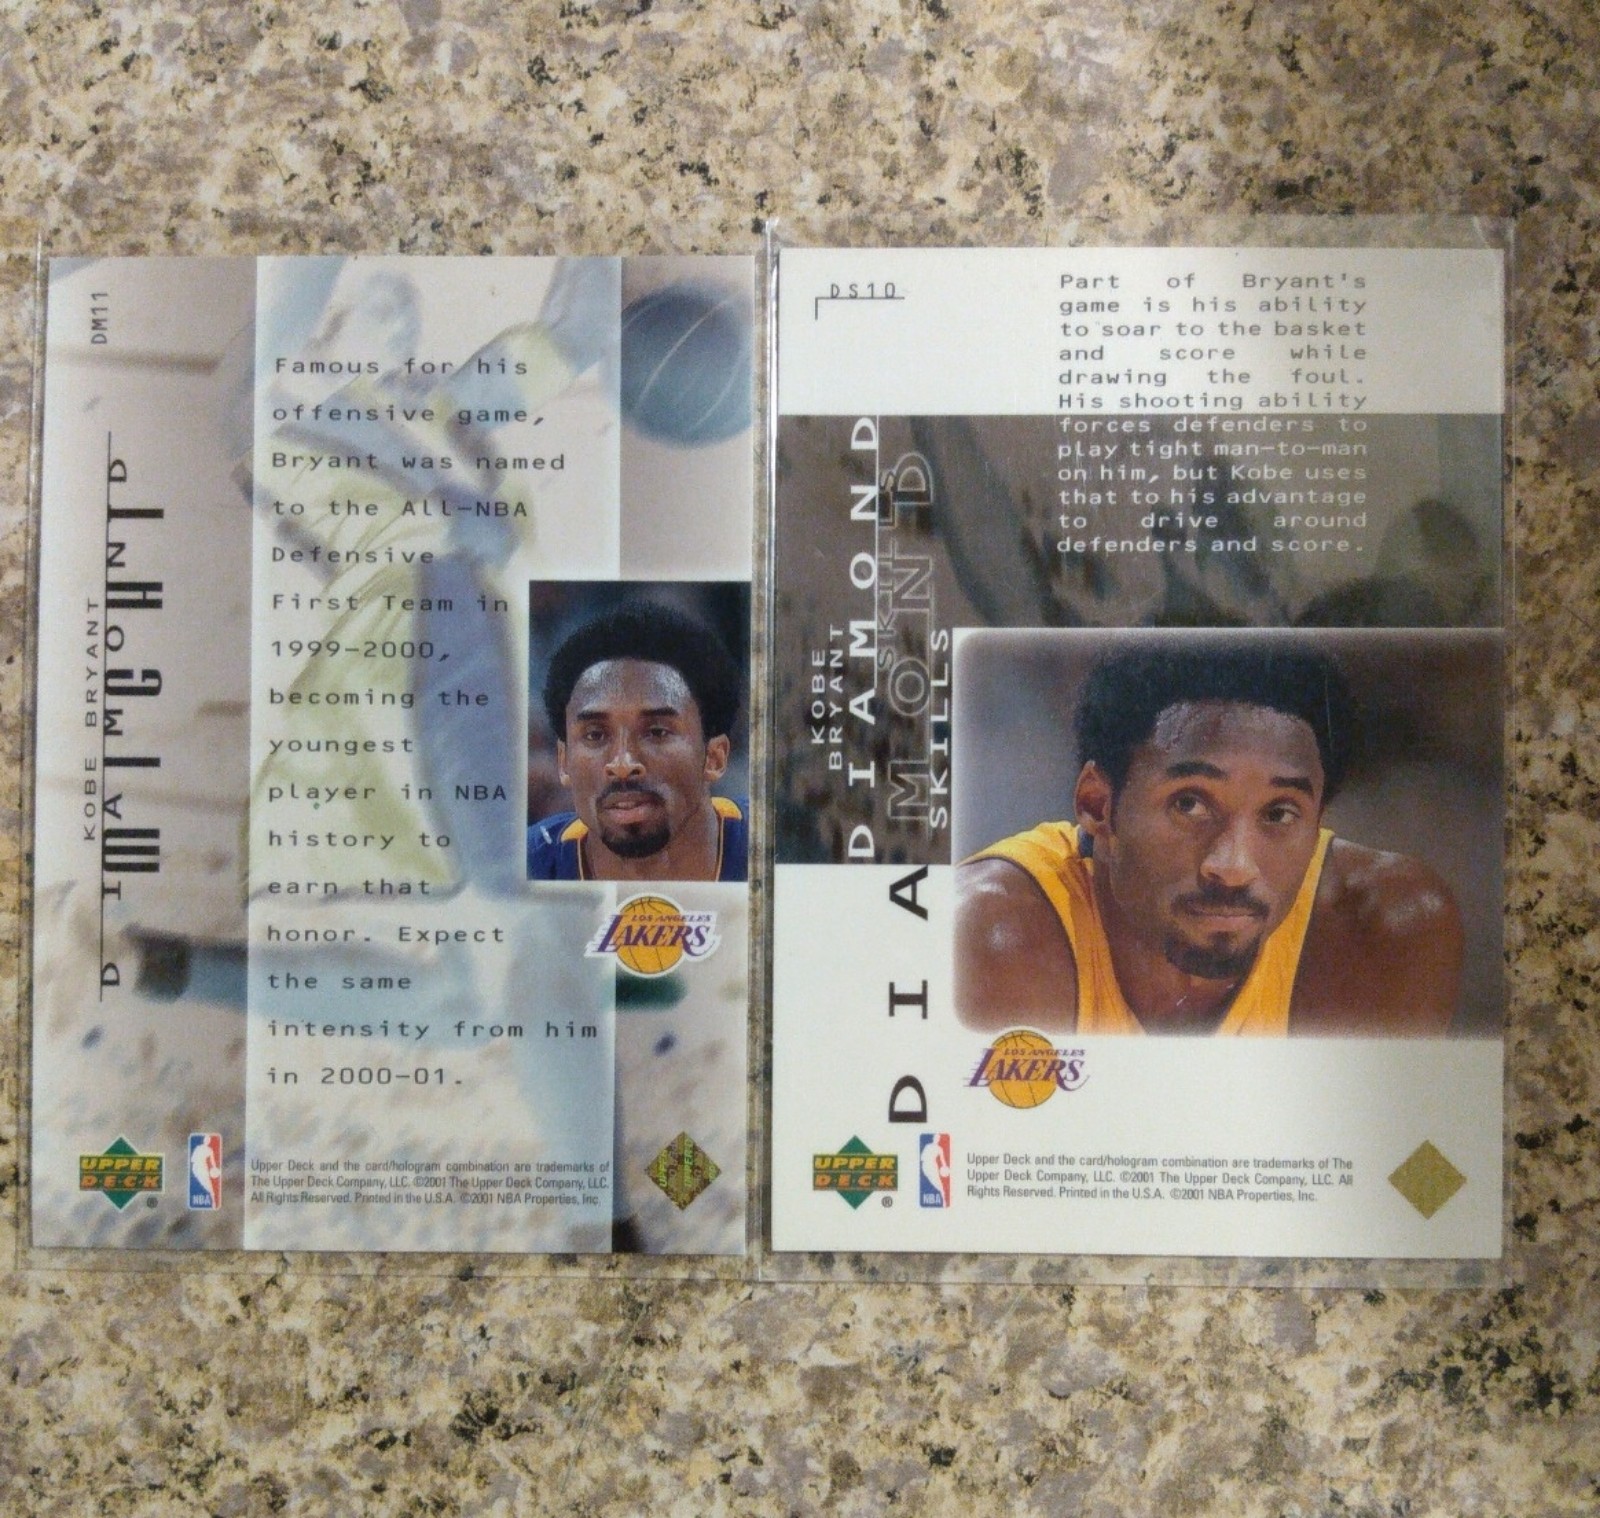 DM11
KOBE BRYANT
DIAMOND
MIGHT
Famous for his
offensive game,
Bryant was named
to the ALL-NBA
Defensive
First Team in
1999-2000,
becoming the
youngest
player in NBA
history to
earn that
honor. Expect
the same
intensity from him
in 2000-01.
LOS ANGELES
LAKERS
UPPER
DECK
®
NBA
Upper Deck and the card/hologram combination are trademarks of
The Upper Deck Company, LLC. ©2001 The Upper Deck Company, LLC.
All Rights Reserved. Printed in the U.S.A. ©2001 NBA Properties, Inc.
DS10
Part of Bryant's
game is his ability
to soar to the basket
and score while
drawing the foul.
His shooting ability
forces defenders to
play tight man-to-man
on him, but Kobe uses
that to his advantage
to drive around
defenders and score.
KOBE
BRYANT
DIAMOND
SKILLS
DIAMOND
SKILLS
LOS ANGELES
LAKERS
UPPER
DECK
®
NBA
Upper Deck and the card/hologram combination are trademarks of The
Upper Deck Company, LLC. ©2001 The Upper Deck Company, LLC. All
Rights Reserved. Printed in the U.S.A. ©2001 NBA Properties, Inc.